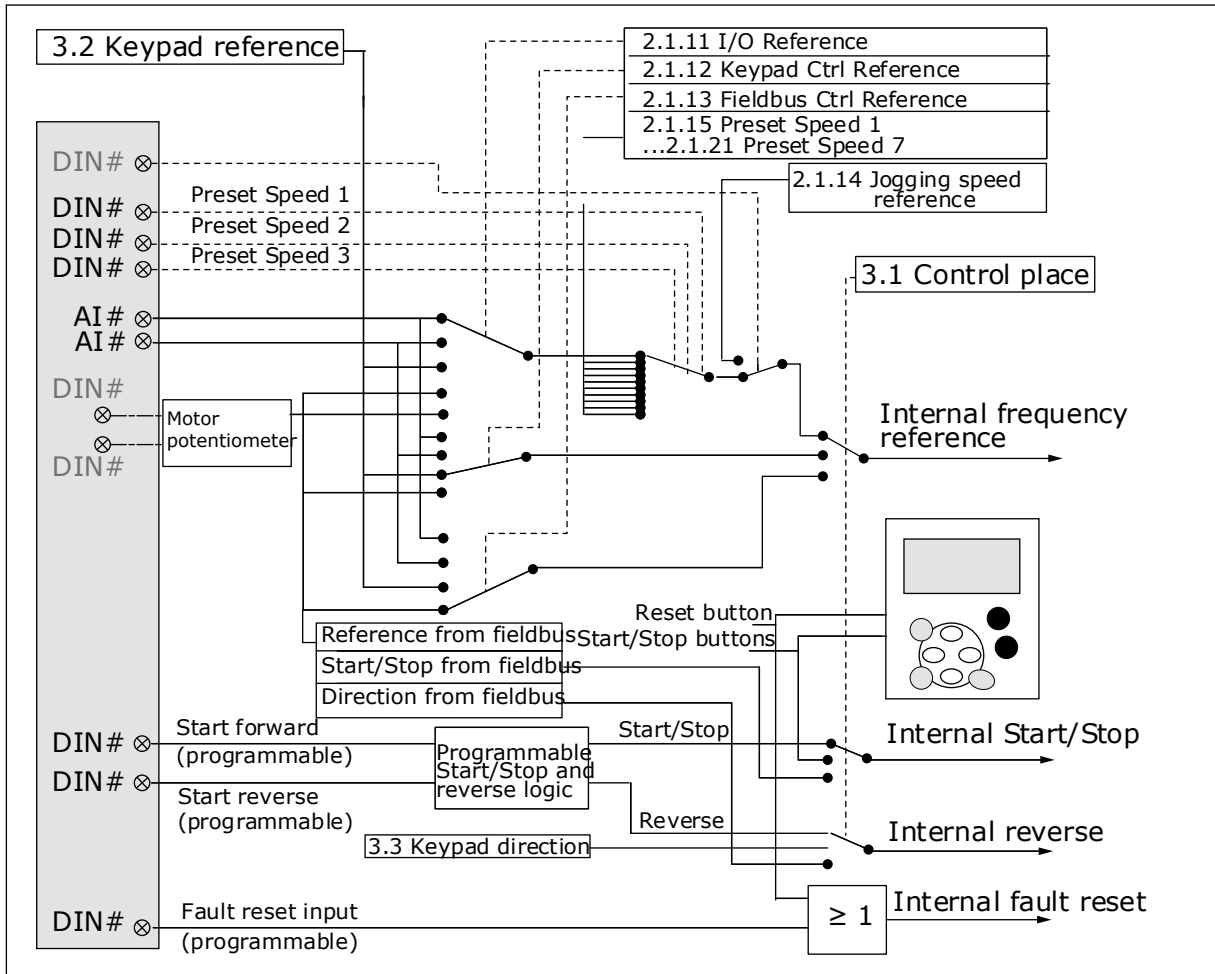 3.2 Keypad reference
2.1.11 I/O Reference
2.1.12 Keypad Ctrl Reference
2.1.13 Fieldbus Ctrl Reference
2.1.15 Preset Speed 1
...2.1.21 Preset Speed 7
2.1.14 Jogging speed
reference
3.1 Control place
DIN#
DIN#
Preset Speed 1
DIN#
Preset Speed 2
DIN#
Preset Speed 3
AI#
AI#
DIN#
Motor
potentiometer
DIN#
Internal frequency
reference
Reset button
Start/Stop buttons
Reference from fieldbus
Start/Stop from fieldbus
Direction from fieldbus
DIN#
Start forward
(programmable)
DIN#
Start reverse
(programmable)
Programmable
Start/Stop and
reverse logic
Start/Stop
Internal Start/Stop
Reverse
3.3 Keypad direction
Internal reverse
DIN#
Fault reset input
(programmable)
≥ 1
Internal fault reset